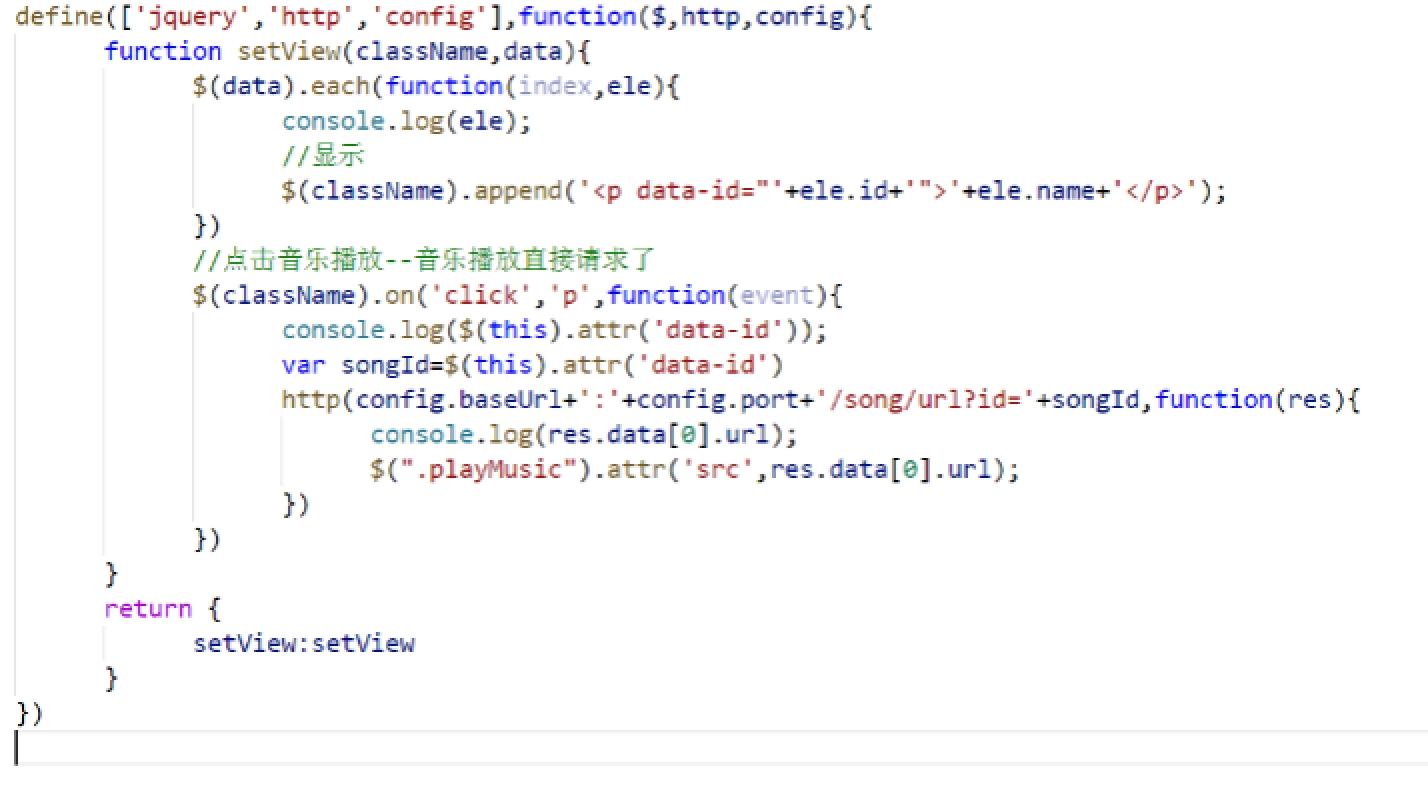 define(['jquery','http','config'],function($,http,config){
function setView(className,data){
$(data).each(function(index,ele){
console.log(ele);
//显示
$(className).append('<p data-id="'+ele.id+'">'+ele.name+'</p>');
})
//点击音乐播放--音乐播放直接请求了
$(className).on('click','p',function(event){
console.log($(this).attr('data-id'));
var songId=$(this).attr('data-id')
http(config.baseUrl+':'+config.port+'/song/url?id='+songId,function(res){
console.log(res.data[0].url);
$(".playMusic").attr('src',res.data[0].url);
})
})
}
return {
setView:setView
}
})